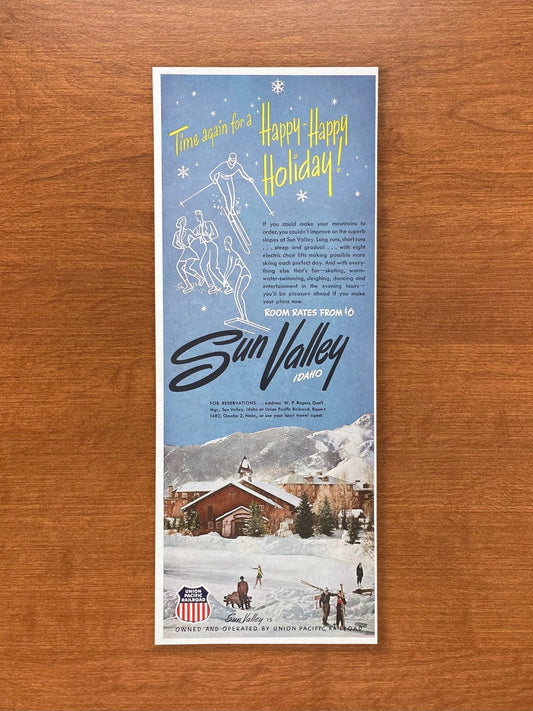 Time again for a
Happy-Happy
Holiday!
If you could make your mountains to
order, you couldn't improve on the superb
slopes at Sun Valley. Long runs, short runs
. . . steep and gradual . . . with eight
electric chair lifts making possible more
skiing each perfect day. And with every-
thing else that's fun—skating, warm-
water-swimming, sleighing, dancing and
entertainment in the evening hours—
you'll be pleasure ahead if you make
your plans now.
ROOM RATES FROM $6
Sun Valley
IDAHO
FOR RESERVATIONS . . . address W. P. Rogers, Gen'l
Mgr., Sun Valley, Idaho or Union Pacific Railroad, Room
1482, Omaha 2, Nebr., or see your local travel agent.
UNION
PACIFIC
RAILROAD
Sun Valley IS
OWNED AND OPERATED BY UNION PACIFIC RAILROAD